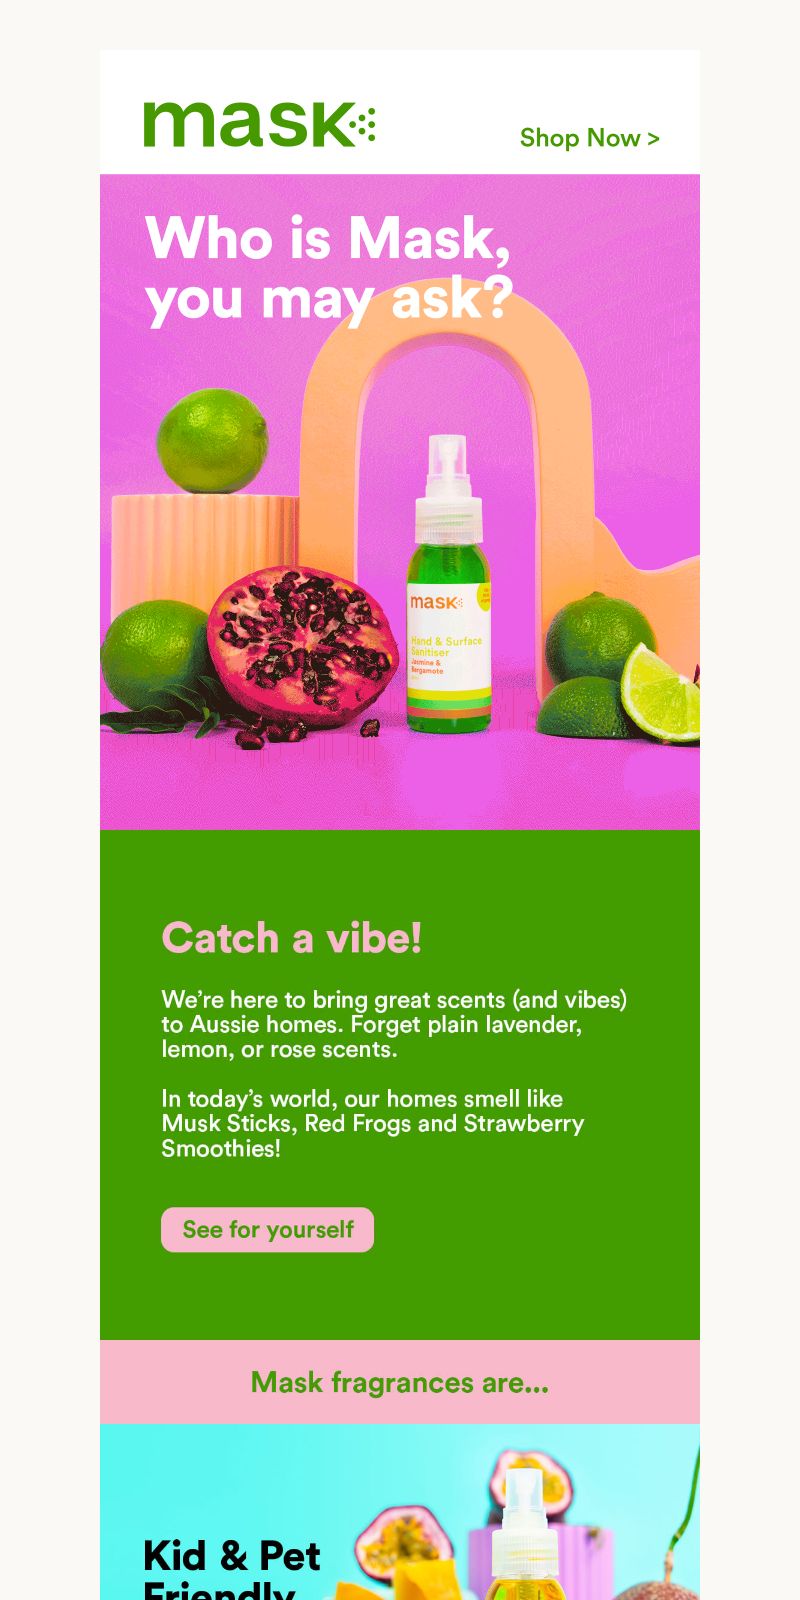 mask
Shop Now >
Who is Mask,
you may ask?
mask
Hand & Surface
Sanitiser
Jasmine &
Bergamote
Catch a vibe!
We’re here to bring great scents (and vibes)
to Aussie homes. Forget plain lavender,
lemon, or rose scents.
In today’s world, our homes smell like
Musk Sticks, Red Frogs and Strawberry
Smoothies!
See for yourself
Mask fragrances are...
Kid & Pet
Friendly